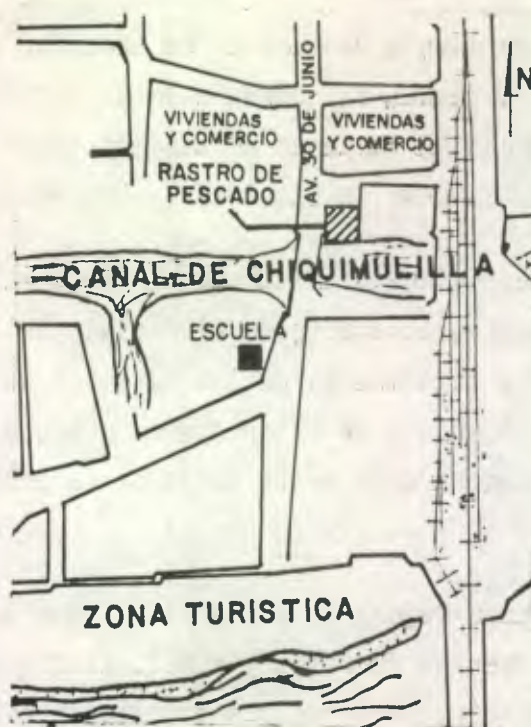 N
AV. 30 DE JUNIO
VIVIENDAS
Y COMERCIO
VIVIENDAS
Y COMERCIO
RASTRO DE
PESCADO
CANAL DE CHIQUIMULILLA
ESCUELA
ZONA TURISTICA